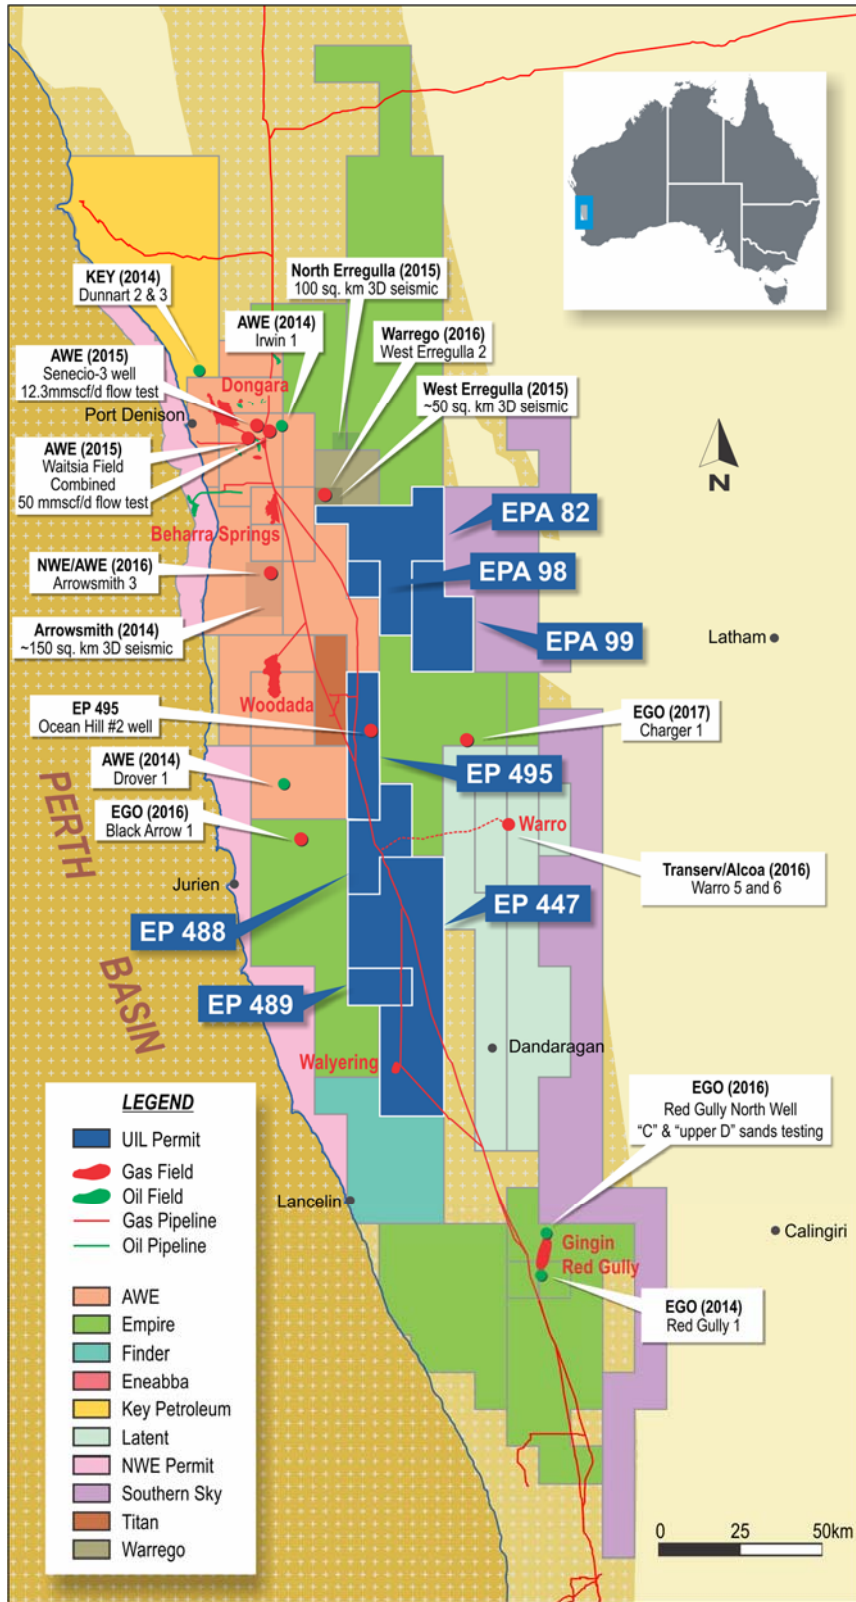 KEY (2014)
Dunnart 2 & 3
North Erregulla (2015)
100 sq. km 3D seismic
AWE (2014)
Irwin 1
Warrego (2016)
West Erregulla 2
AWE (2015)
Senecio-3 well
12.3mmscf/d flow test
Dongara
West Erregulla (2015)
~50 sq. km 3D seismic
Port Denison
AWE (2015)
Waitsia Field
Combined
50 mmscf/d flow test
N
EPA 82
Beharra Springs
NWE/AWE (2016)
Arrowsmith 3
EPA 98
Arrowsmith (2014)
~150 sq. km 3D seismic
EPA 99
Latham
Woodada
EP 495
Ocean Hill #2 well
EGO (2017)
Charger 1
AWE (2014)
Drover 1
EP 495
PERTH
BASIN
EGO (2016)
Black Arrow 1
Warro
Transerv/Alcoa (2016)
Warro 5 and 6
Jurien
EP 447
EP 488
EP 489
Dandaragan
Walyering
EGO (2016)
Red Gully North Well
“C” & “upper D” sands testing
Lancelin
Calingiri
Gingin
Red Gully
EGO (2014)
Red Gully 1
LEGEND
UIL Permit
Gas Field
Oil Field
Gas Pipeline
Oil Pipeline
AWE
Empire
Finder
Eneabba
Key Petroleum
Latent
NWE Permit
Southern Sky
Titan
Warrego
0 25 50km